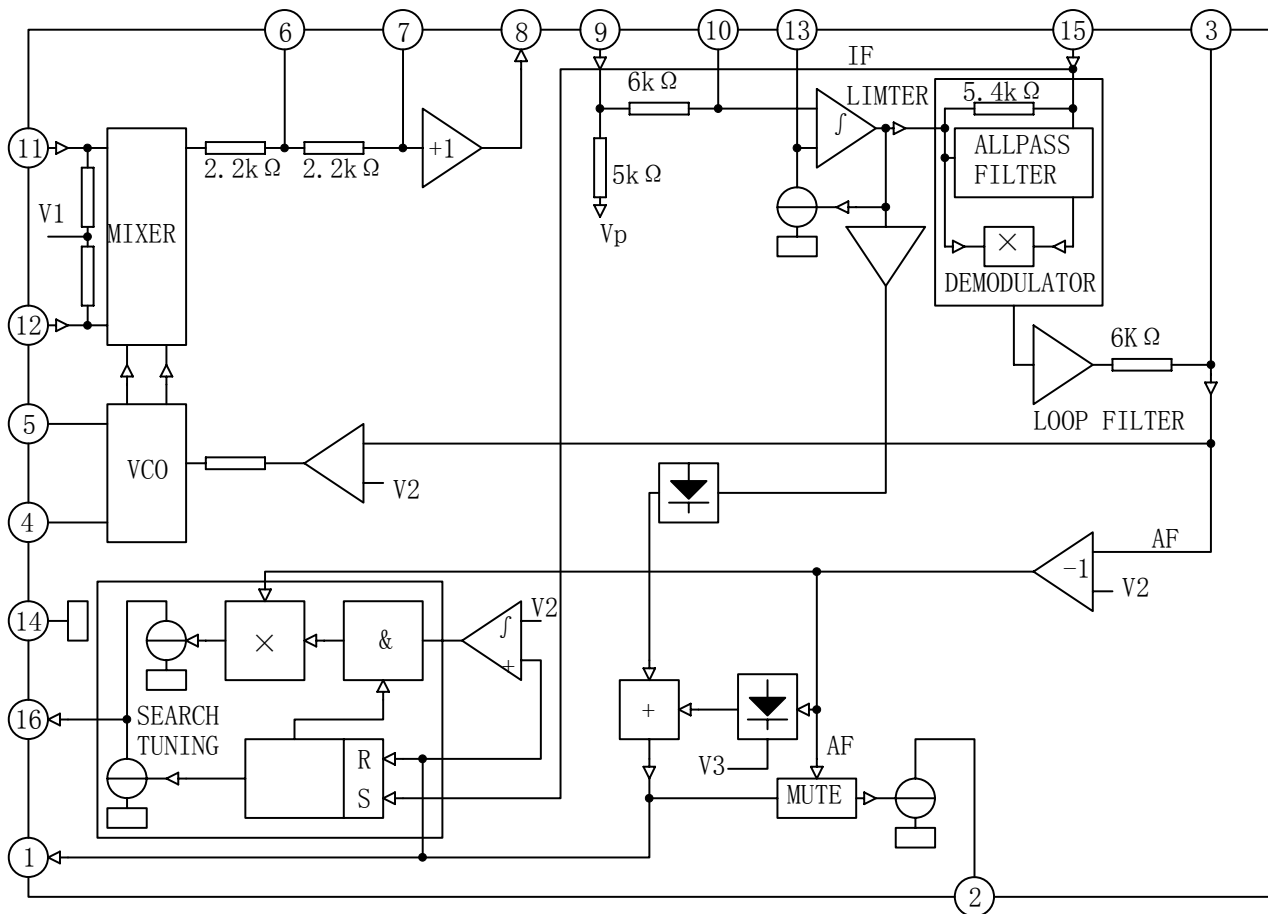 6
7
8
9
10
13
15
3
IF
6kΩ
LIMTER
5.4kΩ
11
+1
∫
ALLPASS
FILTER
2.2kΩ
2.2kΩ
5kΩ
V1
MIXER
Vp
×
DEMODULATOR
12
6KΩ
5
LOOP FILTER
VCO
V2
4
AF
-1
V2
14
V2
∫
×
&
+
16
SEARCH
TUNING
+
R
V3
AF
S
MUTE
1
2